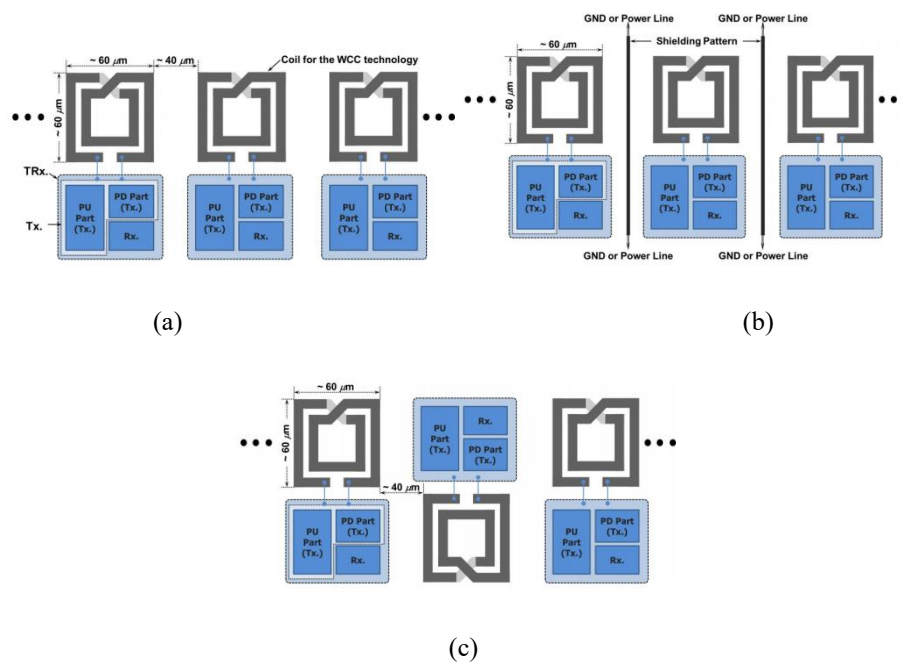 ~ 60 μm
~ 40 μm
Coil for the WCC technology
~ 60 μm
TRx.
Tx.
PU
Part
(Tx.)
PD Part
(Tx.)
Rx.
PU
Part
(Tx.)
PD Part
(Tx.)
Rx.
PU
Part
(Tx.)
PD Part
(Tx.)
Rx.
(a)
GND or Power Line
GND or Power Line
Shielding Pattern
~ 60 μm
~ 60 μm
PU
Part
(Tx.)
PD Part
(Tx.)
Rx.
PU
Part
(Tx.)
PD Part
(Tx.)
Rx.
PU
Part
(Tx.)
PD Part
(Tx.)
Rx.
GND or Power Line
GND or Power Line
(b)
~ 60 μm
~ 60 μm
~ 40 μm
PU
Part
(Tx.)
PD Part
(Tx.)
Rx.
PU
Part
(Tx.)
Rx.
PD Part
(Tx.)
PU
Part
(Tx.)
PD Part
(Tx.)
Rx.
(c)